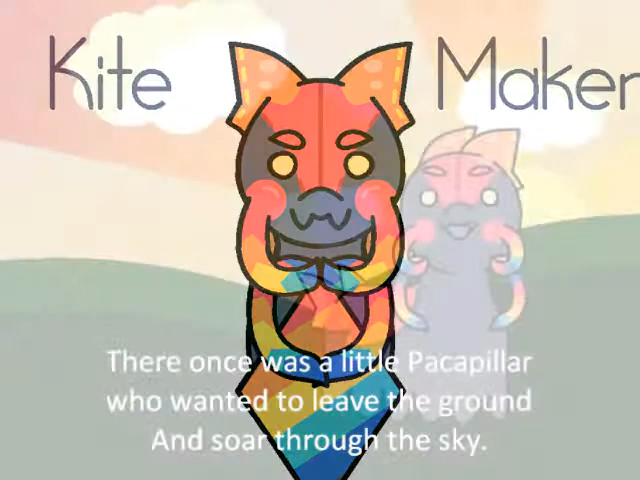 Kite Maker
There once was a little Pacapillar
who wanted to leave the ground
And soar through the sky.